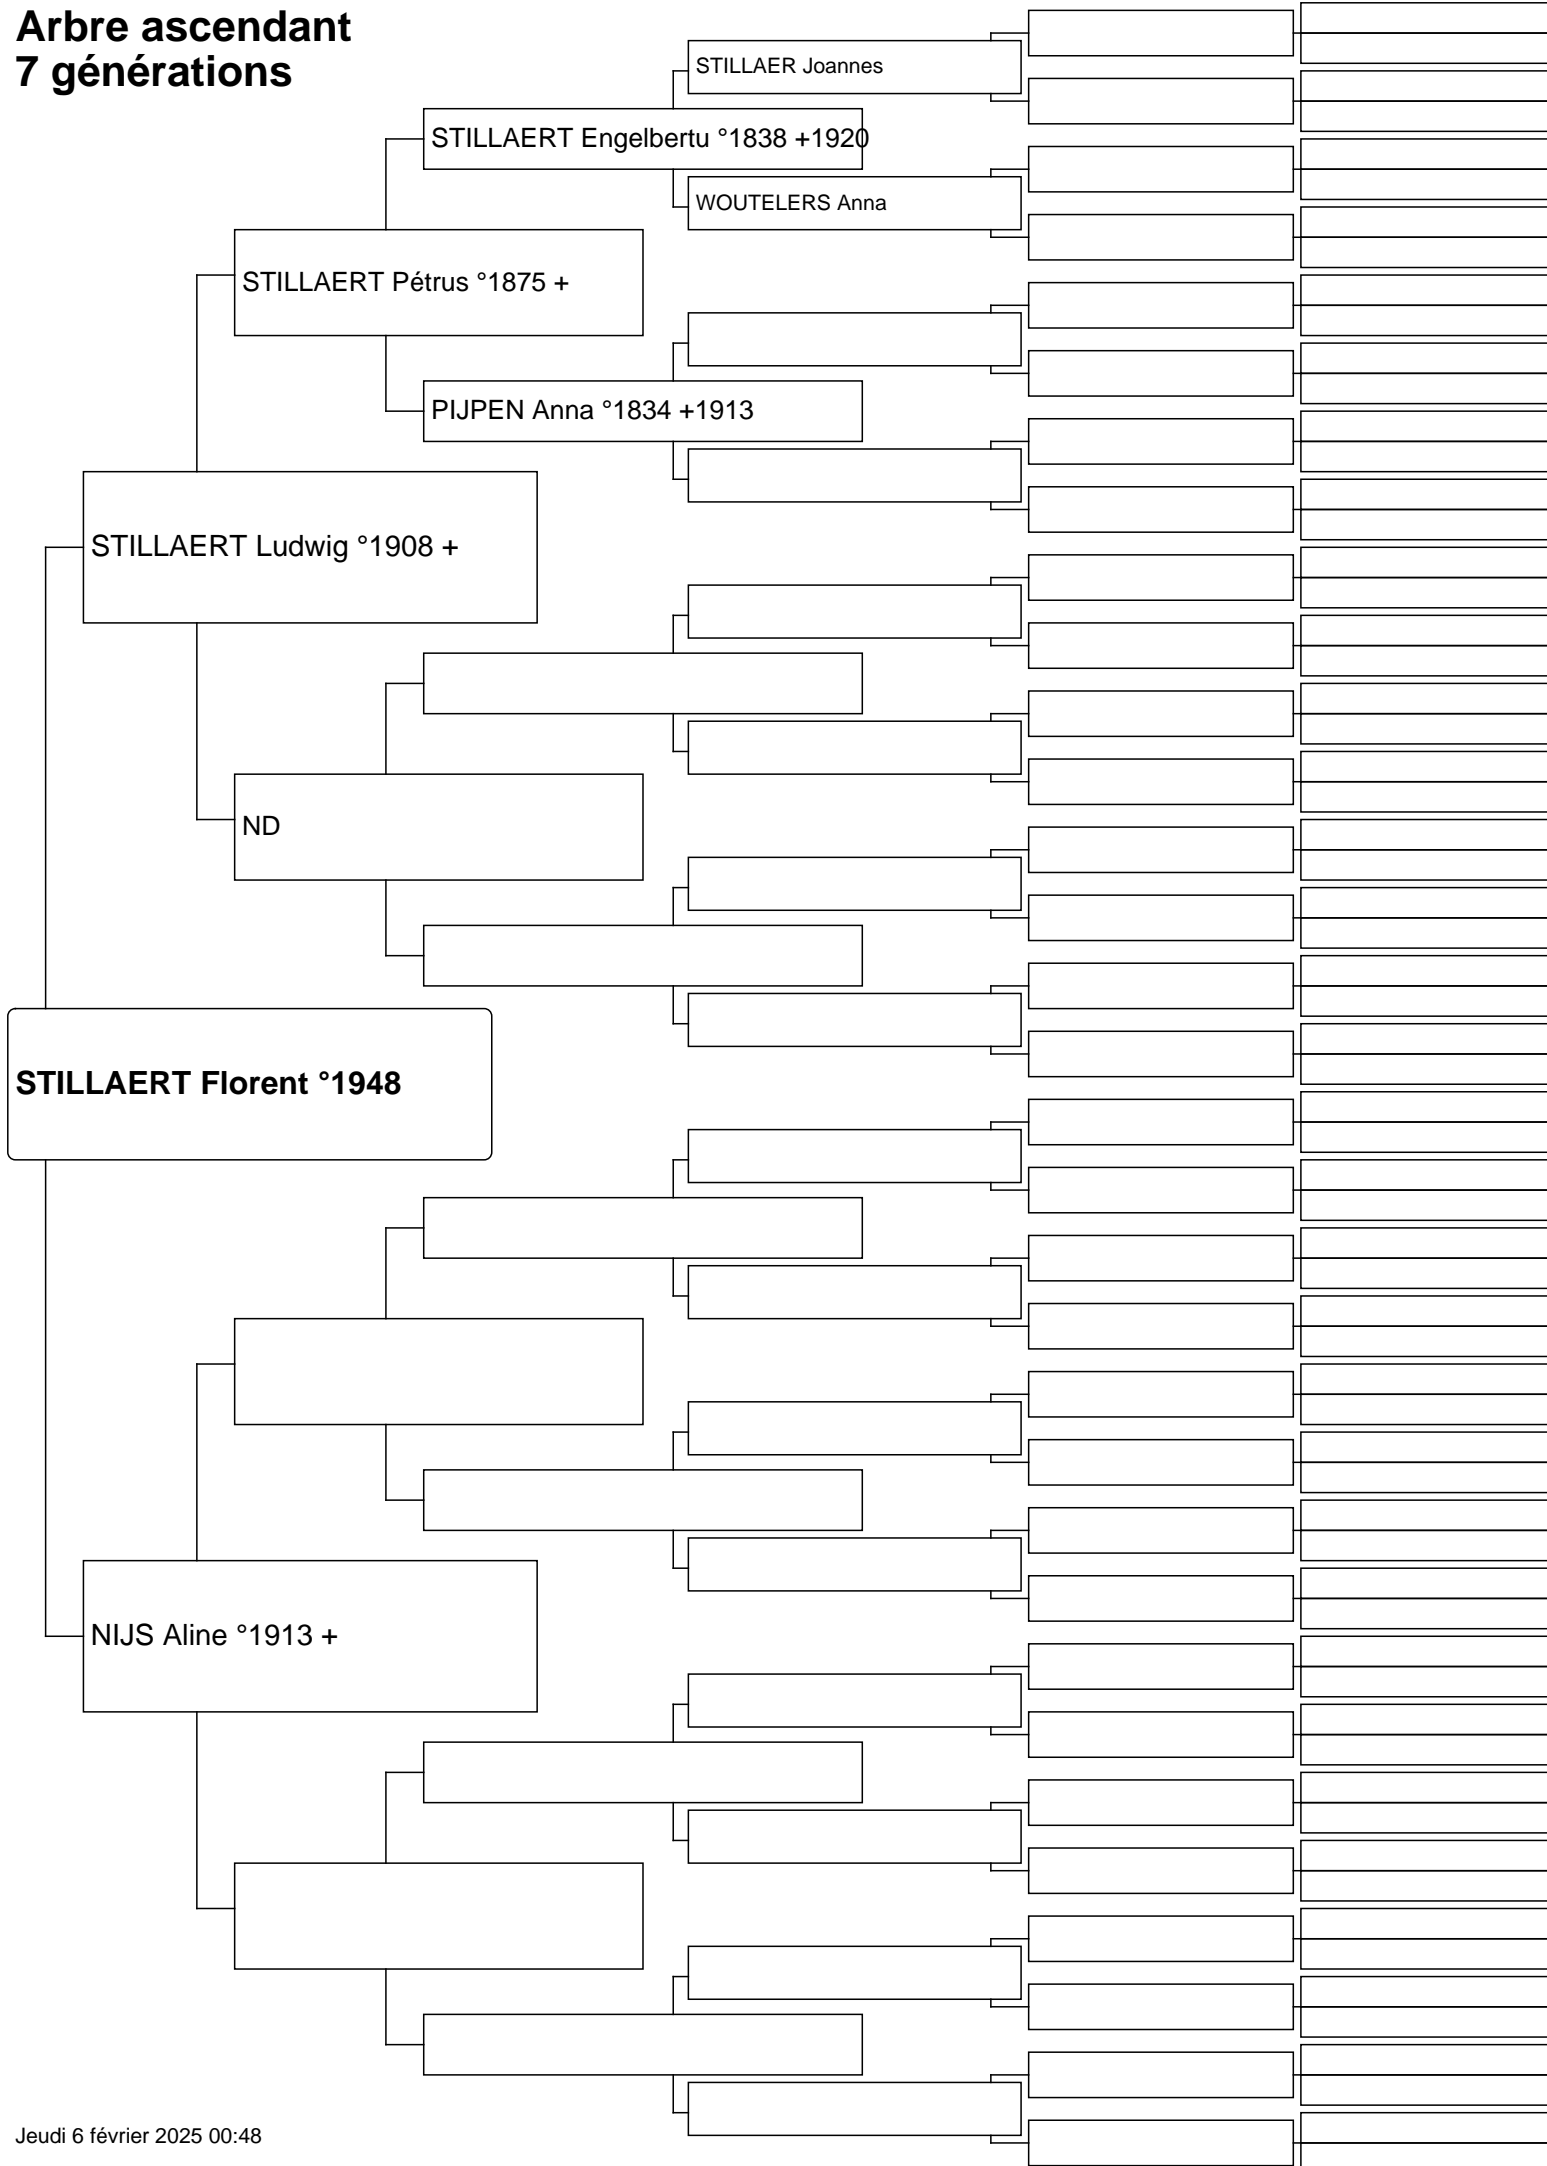 Arbre ascendant
7 générations
STILLAER Joannes
STILLAERT Engelbertu °1838 +1920
WOUTELERS Anna
STILLAERT Pétrus °1875 +
PIJPEN Anna °1834 +1913
STILLAERT Ludwig °1908 +
ND
STILLAERT Florent °1948
NIJS Aline °1913 +
Jeudi 6 février 2025 00:48